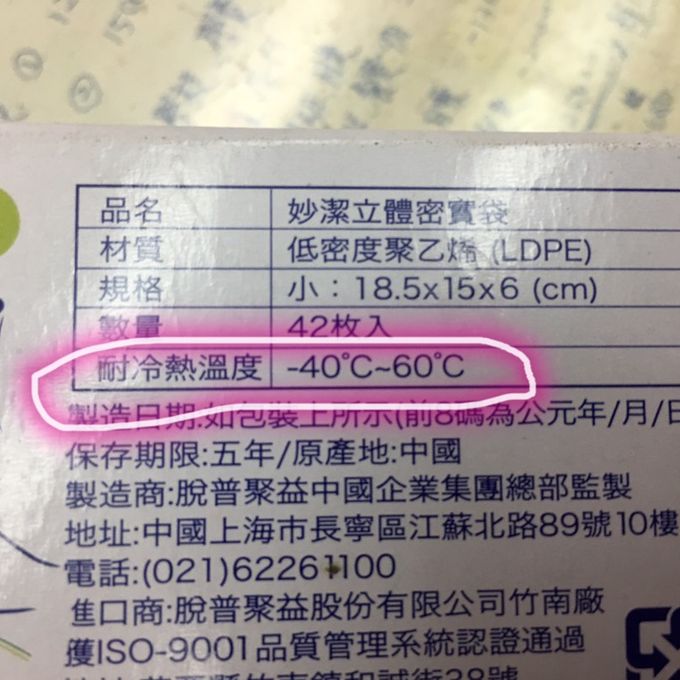 品名 妙潔立體密實袋
材質 低密度聚乙烯 (LDPE)
規格 小：18.5x15x6 (cm)
數量 42枚入
耐冷熱溫度 -40°C~60°C
製造日期:如包裝上所示(前8碼為公元年/月/日
保存期限:五年/原產地:中國
製造商:脫普聚益中國企業集團總部監製
地址:中國上海市長寧區江蘇北路89號10樓
電話:(021)62261100
進口商:脫普聚益股份有限公司竹南廠
獲ISO-9001品質管理系統認證通過